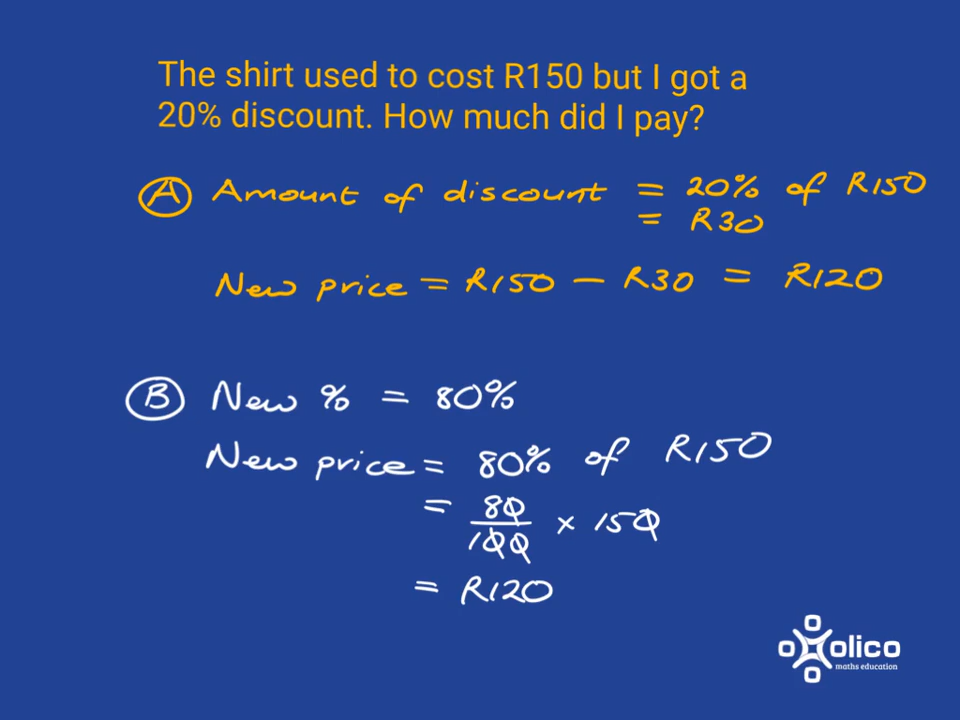 The shirt used to cost R150 but I got a
20% discount. How much did I pay?
A Amount of discount = 20% of R150
= R30
New price = R150 - R30 = R120
B New % = 80%
New price = 80% of R150
= 80/100 x 150
= R120
olico
maths education